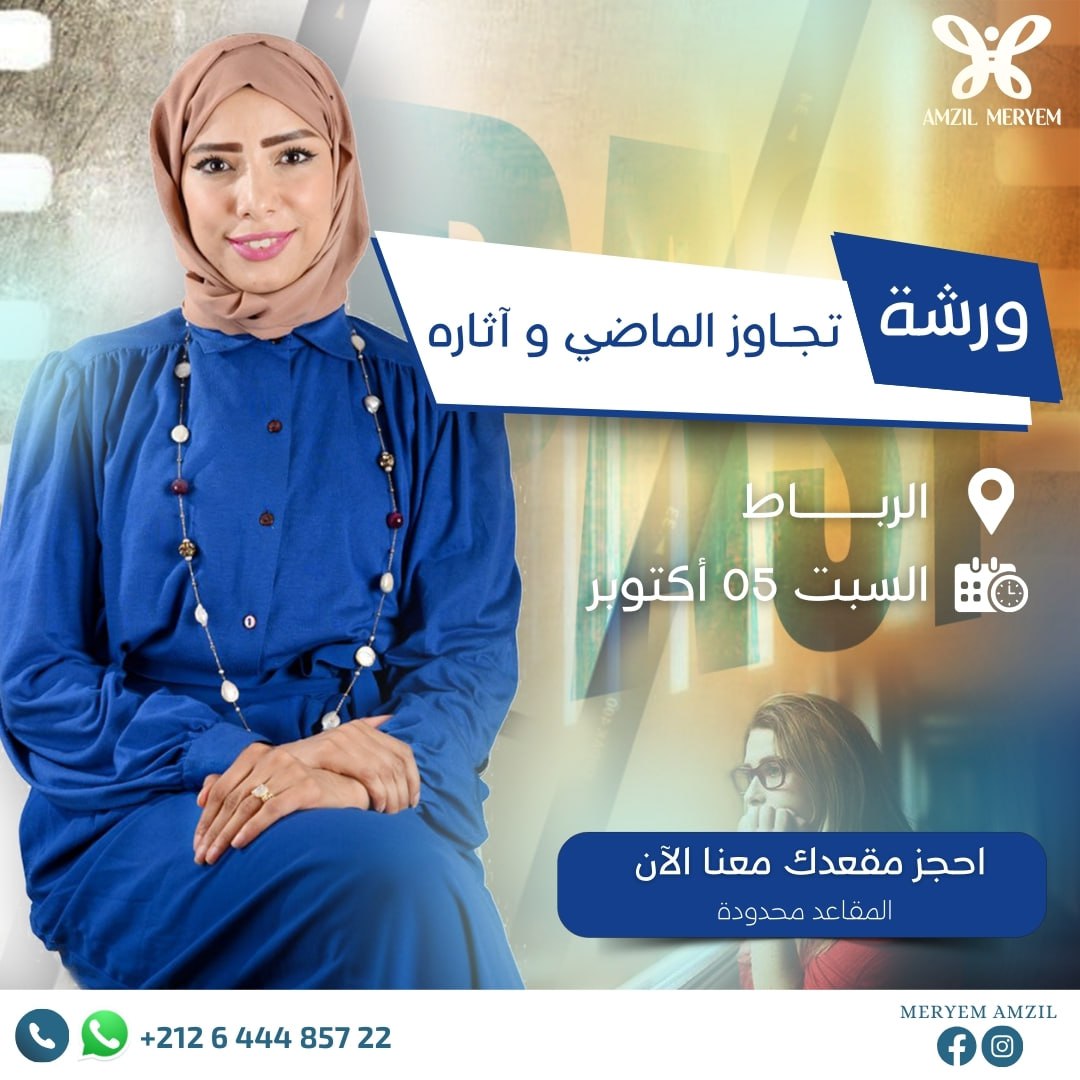 AMZIL MERYEM
ورشة
تجاوز الماضي و آثاره
الربـــــاط
السبت 05 أكتوبر
احجز مقعدك معنا الآن
المقاعد محدودة
+212 6 444 857 22
MERYEM AMZIL